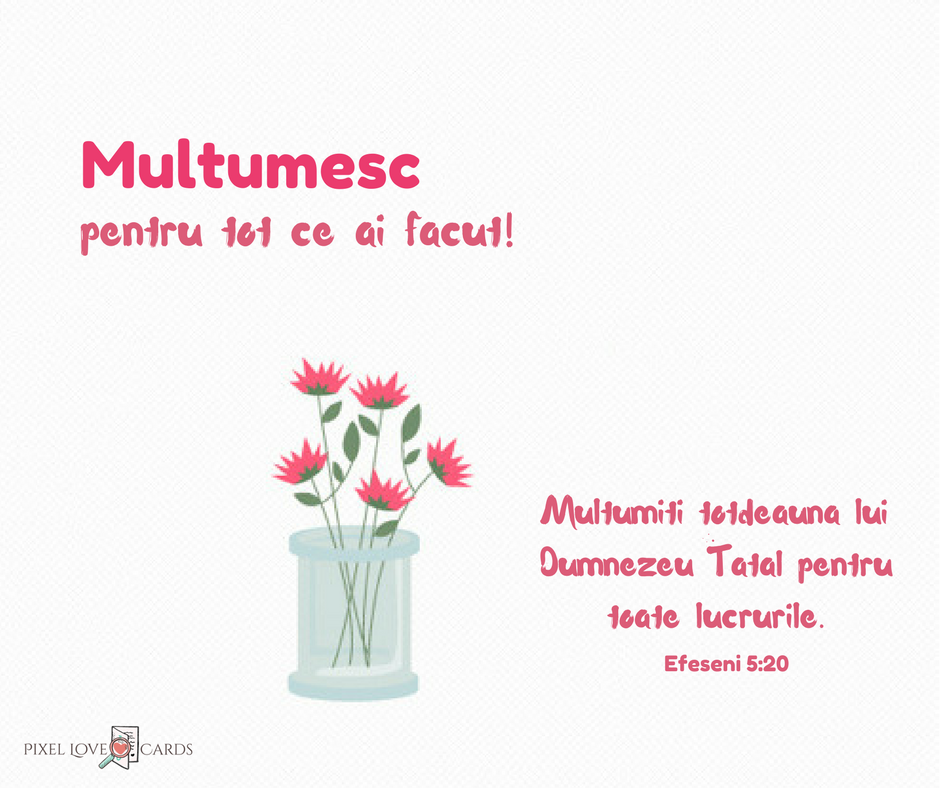 Multumesc
pentru tot ce ai facut!
Multumiti totdeauna lui
Dumnezeu Tatal pentru
toate lucrurile.
Efeseni 5:20
PIXEL LOVE CARDS